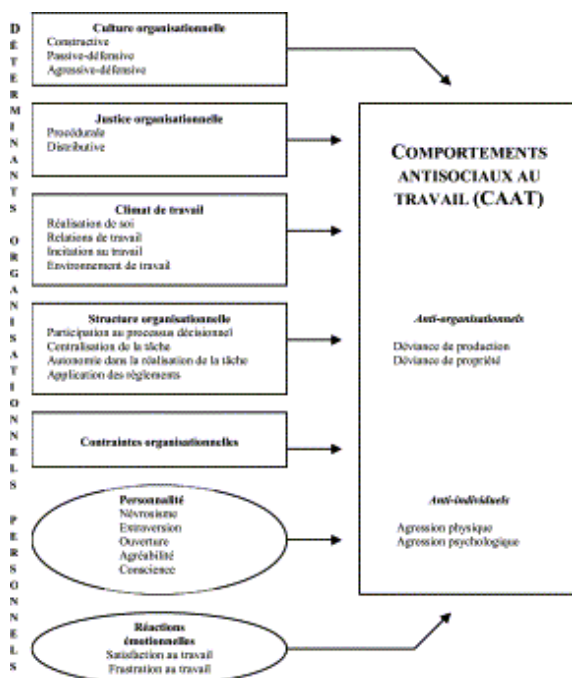 DÉTERMINANTS ORGANISATIONNELS PERSONNELS
Culture organisationnelle
Constructive
Passive-défensive
Agressive-défensive
Justice organisationnelle
Procédurale
Distributive
Climat de travail
Réalisation de soi
Relations de travail
Incitation au travail
Environnement de travail
Structure organisationnelle
Participation au processus décisionnel
Centralisation de la tâche
Autonomie dans la réalisation de la tâche
Application des règlements
Contraintes organisationnelles
Personnalité
Névrosisme
Extraversion
Ouverture
Agréabilité
Conscience
Réactions
émotionnelles
Satisfaction au travail
Frustration au travail
COMPORTEMENTS
ANTISOCIAUX AU
TRAVAIL (CAAT)
Anti-organisationnels
Déviance de production
Déviance de propriété
Anti-individuels
Agression physique
Agression psychologique